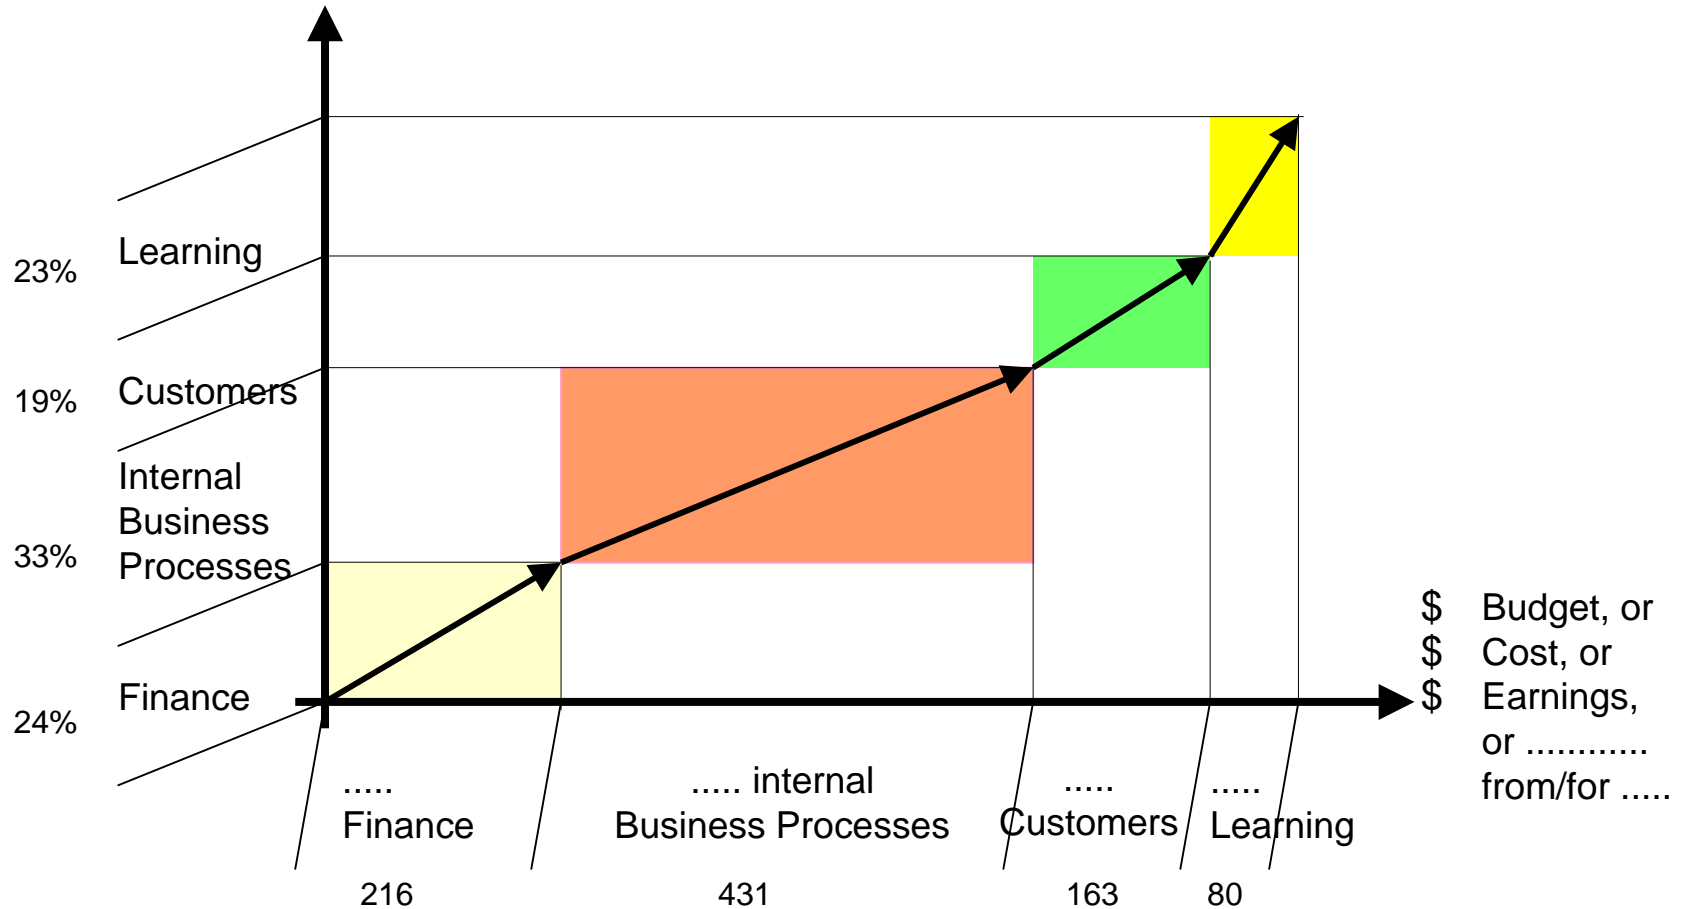 Learning
23%
Customers
19%
Internal
Business
Processes
33%
Finance
24%
$ Budget, or
$ Cost, or
$ Earnings,
or ............
from/for .....
.....
Finance
..... internal
Business Processes
.....
Customers
.....
Learning
216
431
163
80